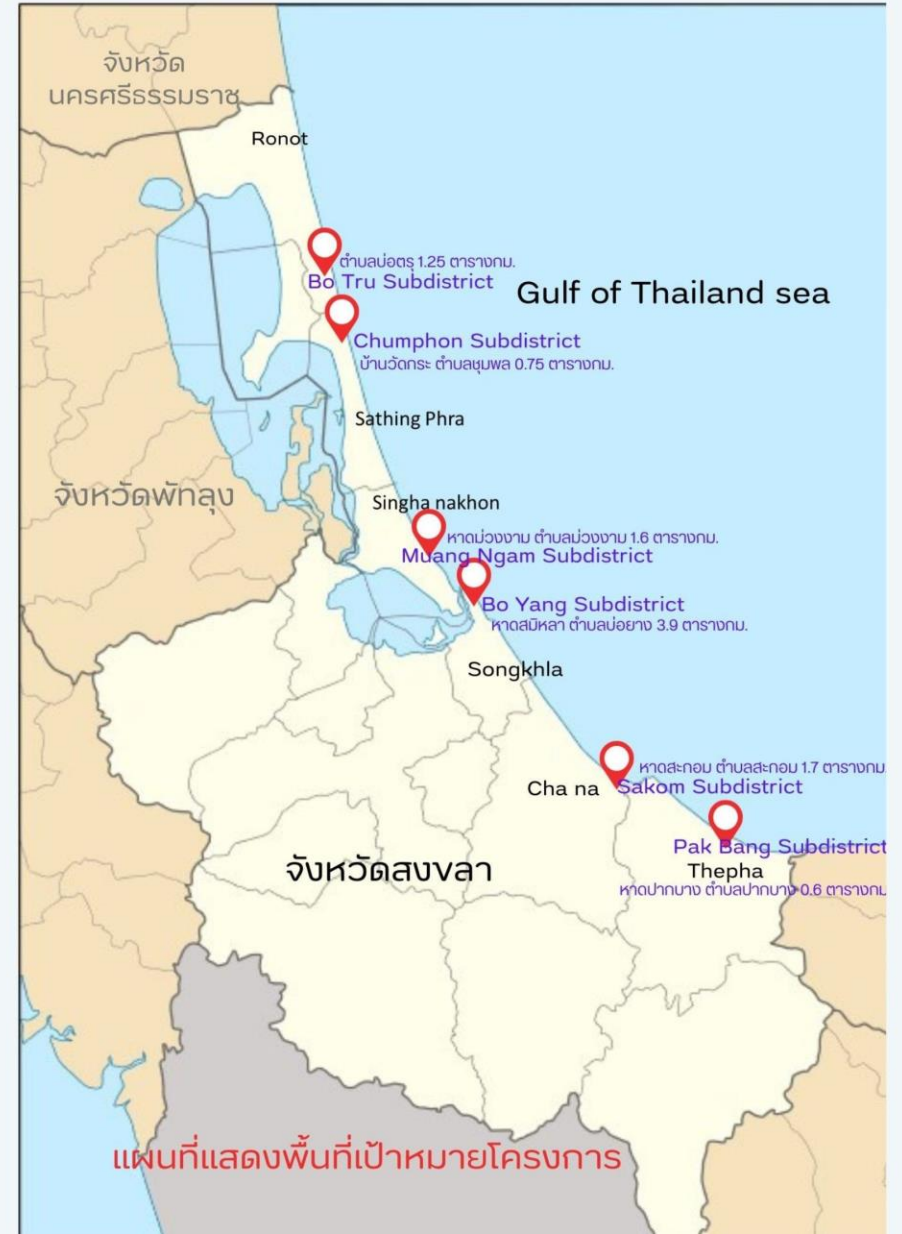 จังหวัด
นครศรีธรรมราช
Ronot
ตำบลบ่อตรุ 1.25 ตารางกม.
Bo Tru Subdistrict
Gulf of Thailand sea
Chumphon Subdistrict
บ้านวัดกระ ตำบลชุมพล 0.75 ตารางกม.
Sathing Phra
จังหวัดพัทลุง
Singha nakhon
หาดม่วงงาม ตำบลม่วงงาม 1.6 ตารางกม.
Muang Ngam Subdistrict
Bo Yang Subdistrict
หาดสมิหลา ตำบลบ่อยาง 3.9 ตารางกม.
Songkhla
หาดสะกอม ตำบลสะกอม 1.7 ตารางกม.
Cha na
Sakom Subdistrict
Pak Bang Subdistrict
Thepha
หาดปากบาง ตำบลปากบาง 0.6 ตารางกม
จังหวัดสงขลา
แผนที่แสดงพื้นที่เป้าหมายโครงการ